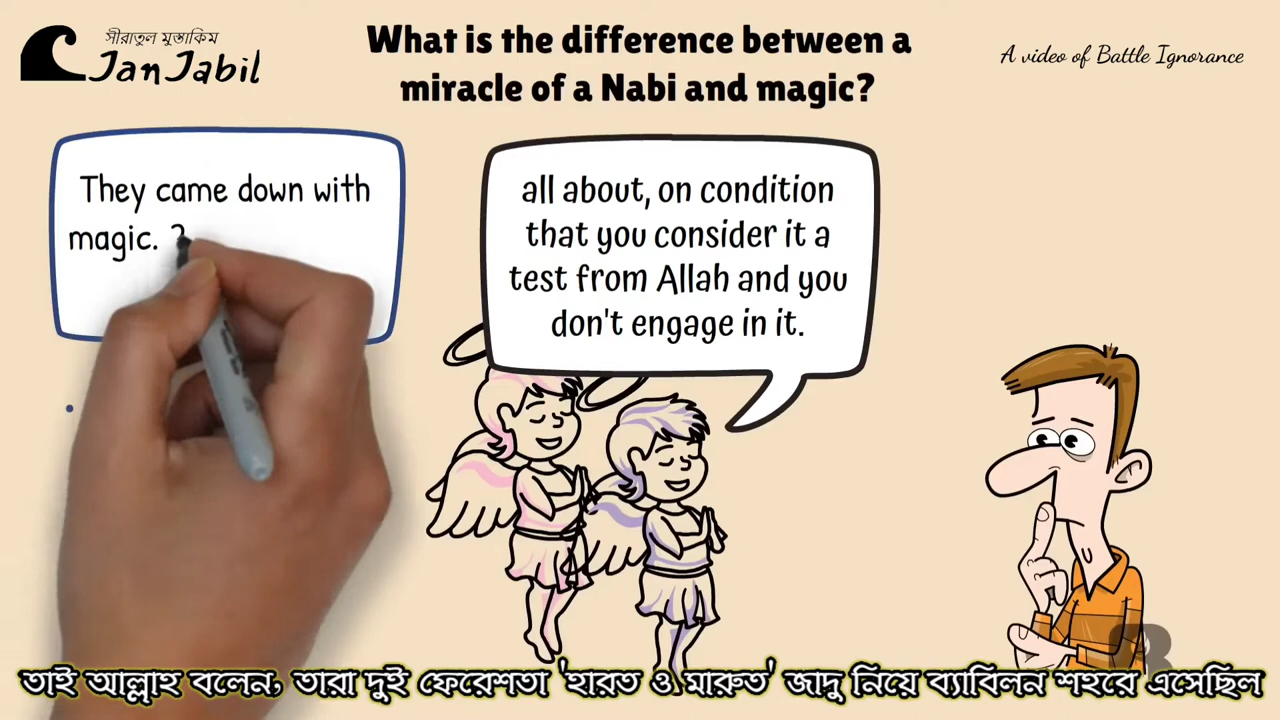 সীরাতুল মুস্তাকিম
JanJabil
What is the difference between a
miracle of a Nabi and magic?
A video of Battle Ignorance
They came down with
magic. 2
all about, on condition
that you consider it a
test from Allah and you
don't engage in it.
তাই আল্লাহ বলেন, তারা দুই ফেরেশতা 'হারত ও মারুত' জাদু নিয়ে ব্যাবিলন শহরে এসেছিল